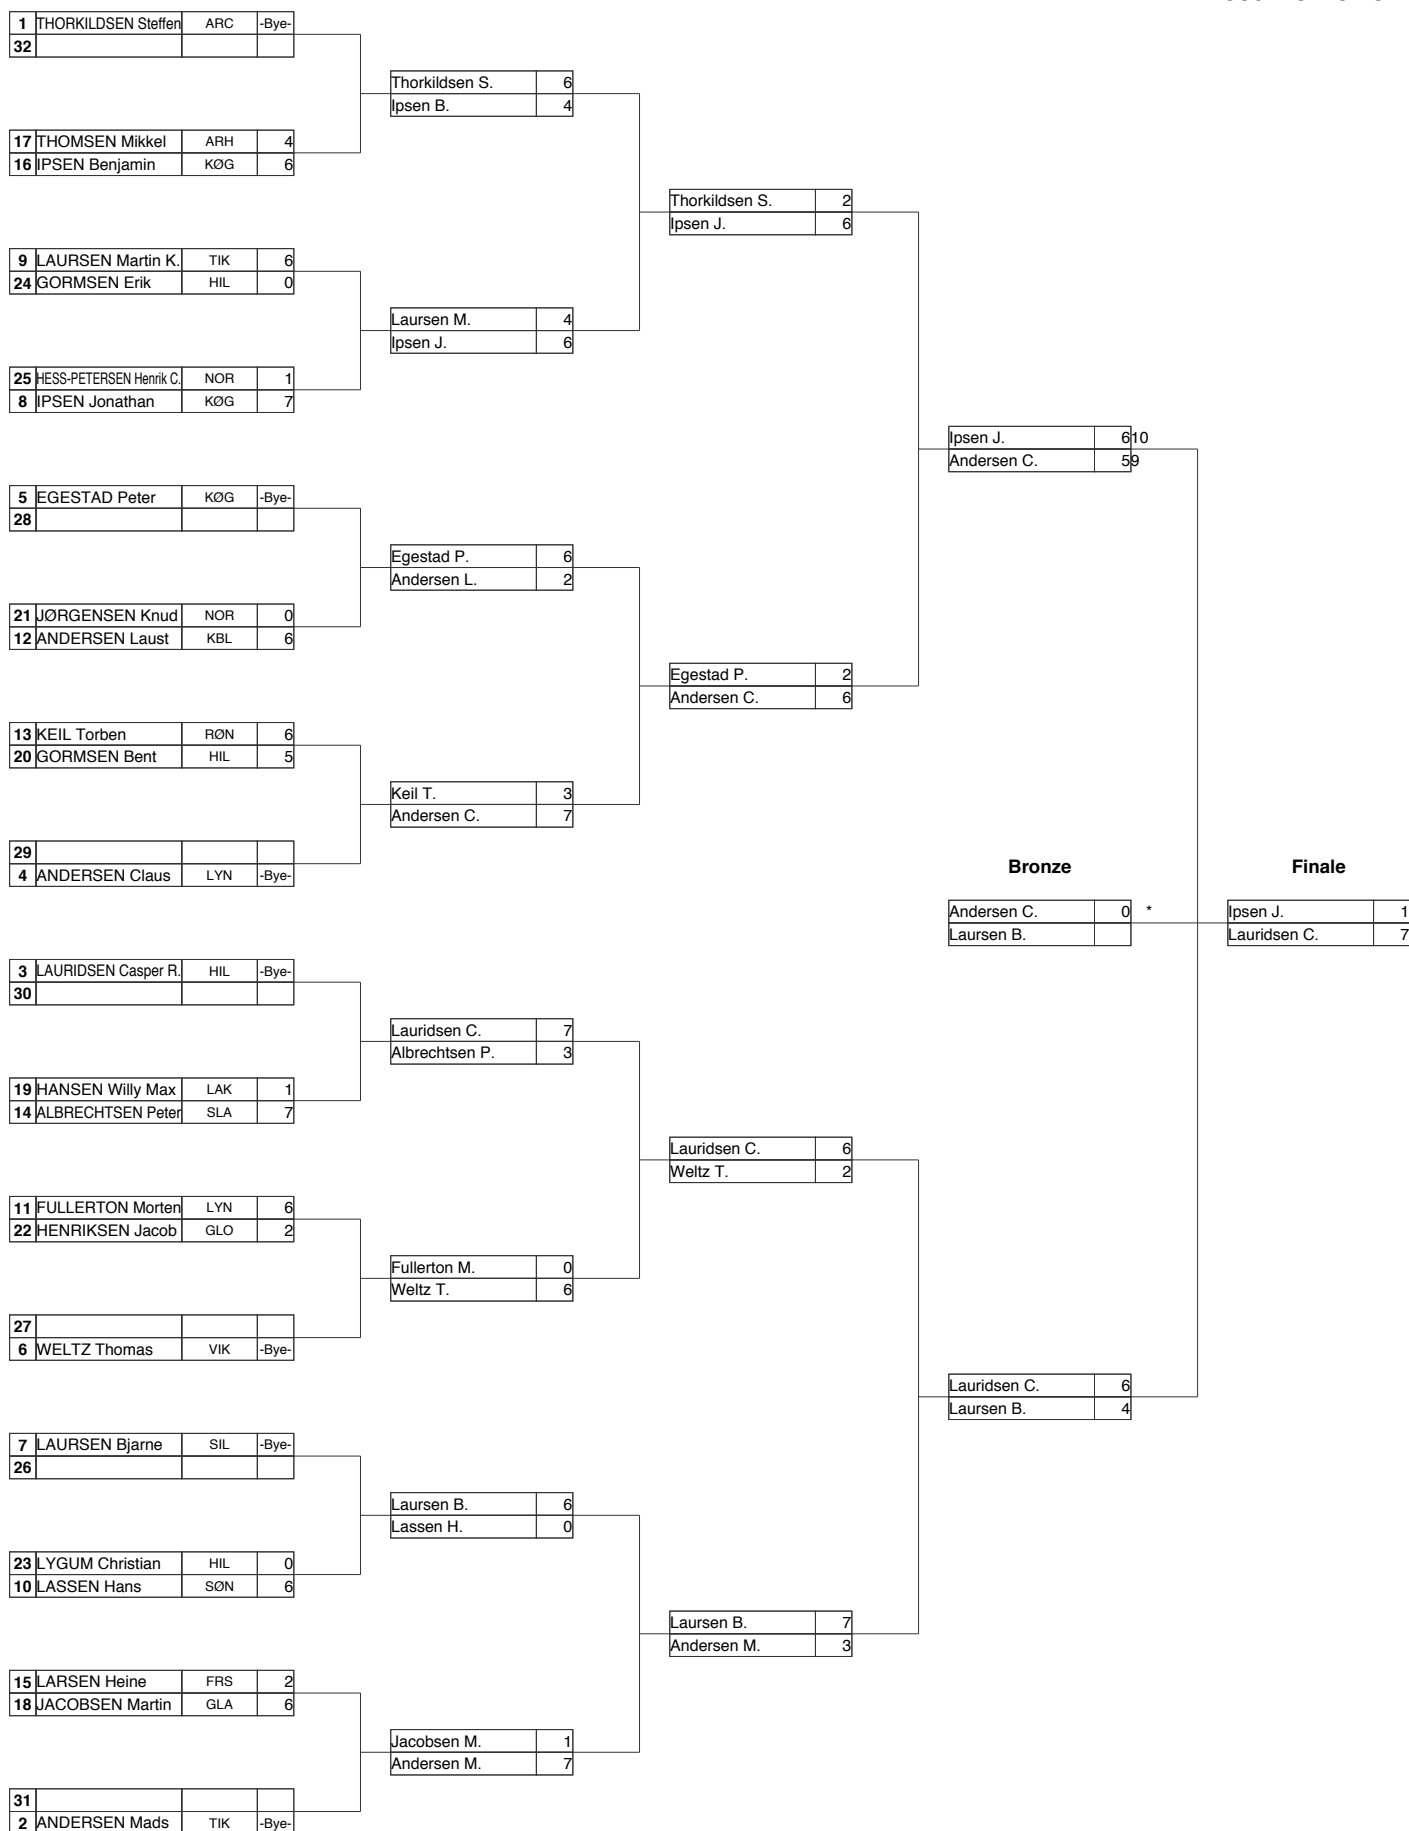 1 THORKILDSEN Steffen ARC -Bye-
32
Thorkildsen S. 6
Ipsen B. 4
17 THOMSEN Mikkel ARH 4
16 IPSEN Benjamin KØG 6
Thorkildsen S. 2
Ipsen J. 6
9 LAURSEN Martin K. TIK 6
24 GORMSEN Erik HIL 0
Laursen M. 4
Ipsen J. 6
25 HESS-PETERSEN Henrik C. NOR 1
8 IPSEN Jonathan KØG 7
Ipsen J. 6 10
Andersen C. 5 9
5 EGESTAD Peter KØG -Bye-
28
Egestad P. 6
Andersen L. 2
21 JØRGENSEN Knud NOR 0
12 ANDERSEN Laust KBL 6
Egestad P. 2
Andersen C. 6
13 KEIL Torben RØN 6
20 GORMSEN Bent HIL 5
Keil T. 3
Andersen C. 7
29
4 ANDERSEN Claus LYN -Bye-
Bronze Finale
Andersen C. 0 * Ipsen J. 1
Laursen B. Lauridsen C. 7
3 LAURIDSEN Casper R. HIL -Bye-
30
Lauridsen C. 7
Albrechtsen P. 3
19 HANSEN Willy Max LAK 1
14 ALBRECHTSEN Peter SLA 7
Lauridsen C. 6
Weltz T. 2
11 FULLERTON Morten LYN 6
22 HENRIKSEN Jacob GLO 2
Fullerton M. 0
Weltz T. 6
27
6 WELTZ Thomas VIK -Bye-
Lauridsen C. 6
Laursen B. 4
7 LAURSEN Bjarne SIL -Bye-
26
Laursen B. 6
Lassen H. 0
23 LYGUM Christian HIL 0
10 LASSEN Hans SØN 6
Laursen B. 7
Andersen M. 3
15 LARSEN Heine FRS 2
18 JACOBSEN Martin GLA 6
Jacobsen M. 1
Andersen M. 7
31
2 ANDERSEN Mads TIK -Bye-